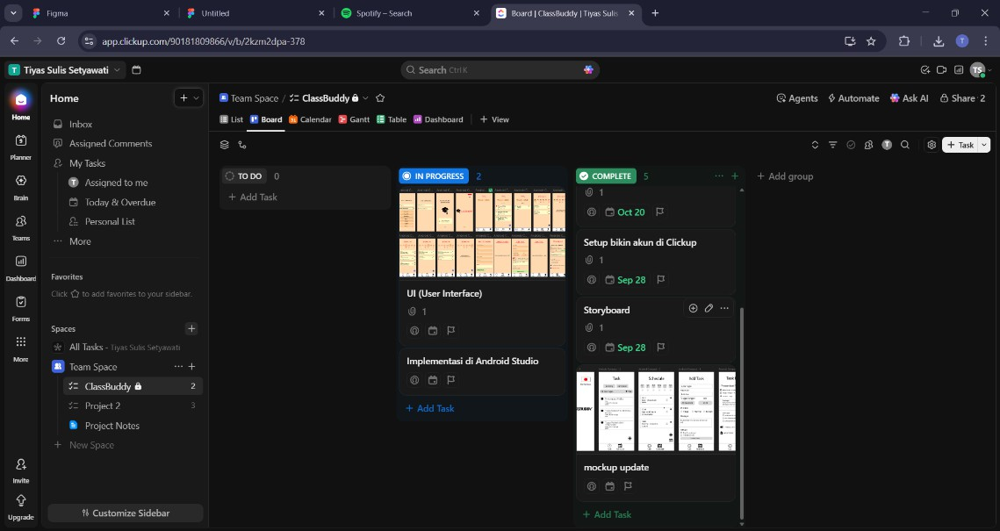 Figma
Untitled
Spotify – Search
Board | ClassBuddy | Tiyas Sulis
app.clickup.com/90181809866/v/b/2kzm2dpa-378
T
T Tiyas Sulis Setyawati
Search Ctrl K
TS
Home
Planner
Brain
Teams
Dashboard
Forms
More
Invite
Upgrade
Home
Inbox
Assigned Comments
My Tasks
T Assigned to me
Today & Overdue
Personal List
More
Favorites
Click to add favorites to your sidebar.
Spaces
All Tasks - Tiyas Sulis Setyawati
Team Space
ClassBuddy 2
Project 2 3
Project Notes
New Space
Customize Sidebar
Team Space / ClassBuddy
Agents
Automate
Ask AI
Share · 2
List
Board
Calendar
Gantt
Table
Dashboard
View
T
Task
TO DO 0
Add Task
IN PROGRESS 2
UI (User Interface)
1
Implementasi di Android Studio
Add Task
COMPLETE 5
1
Oct 20
Setup bikin akun di Clickup
1
Sep 28
Storyboard
1
Sep 28
Task
Schedule
Add Task
mockup update
Add Task
Add group